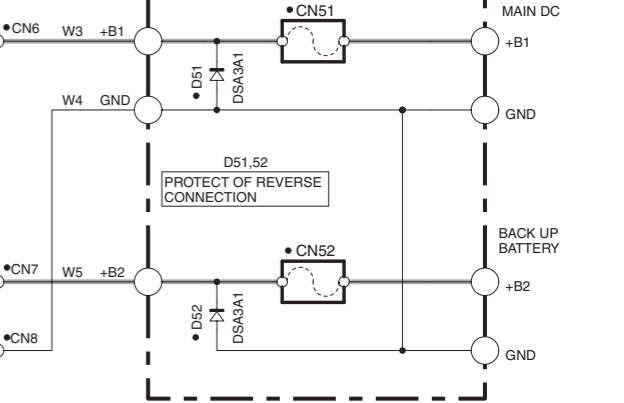 • CN51
MAIN DC
•CN6
W3 +B1
+B1
• D51
DSA3A1
W4 GND
GND
D51,52
PROTECT OF REVERSE
CONNECTION
BACK UP
BATTERY
• CN52
•CN7
W5 +B2
+B2
• D52
DSA3A1
•CN8
GND